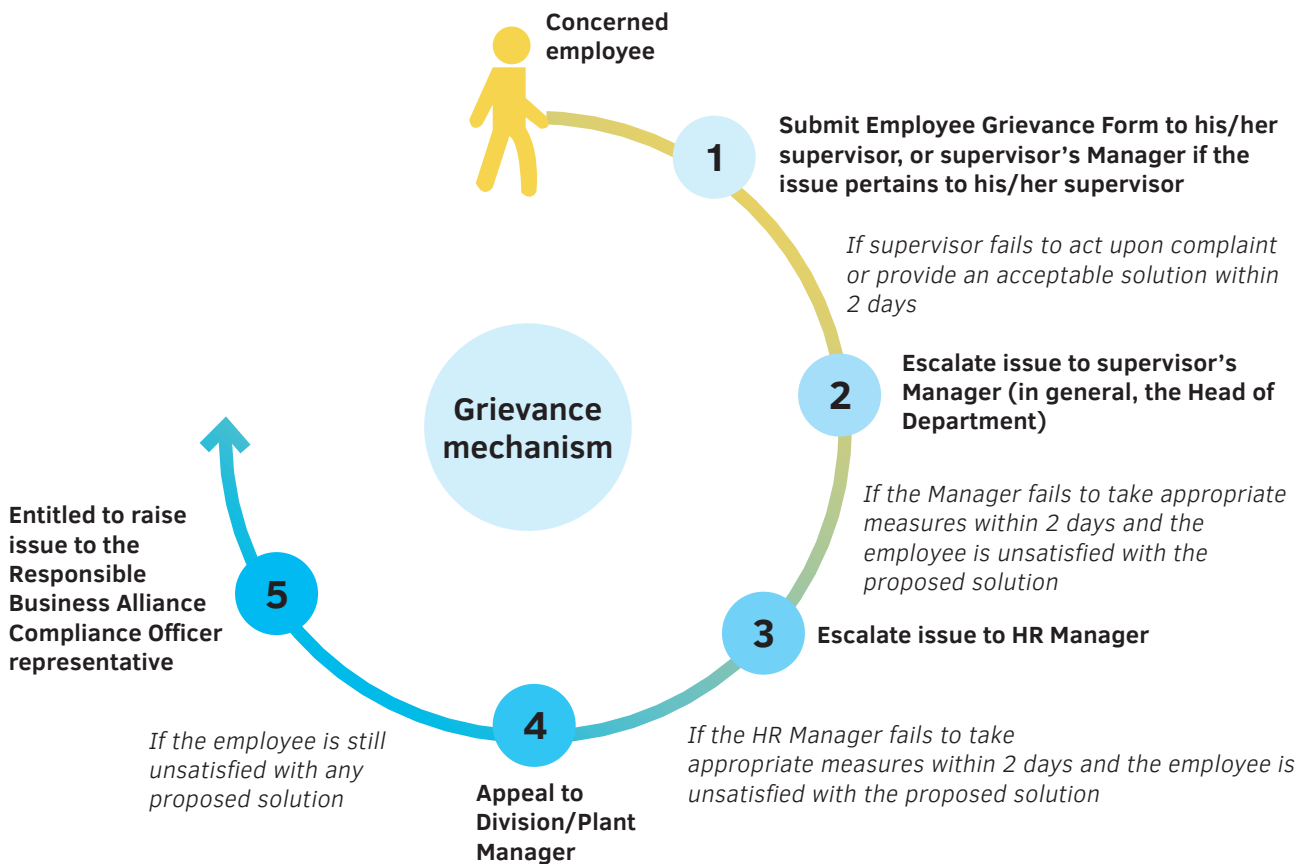 Concerned
employee
1
Submit Employee Grievance Form to his/her
supervisor, or supervisor’s Manager if the
issue pertains to his/her supervisor
If supervisor fails to act upon complaint
or provide an acceptable solution within
2 days
2
Escalate issue to supervisor’s
Manager (in general, the Head of
Department)
Grievance
mechanism
If the Manager fails to take appropriate
measures within 2 days and the
employee is unsatisfied with the
proposed solution
3
Escalate issue to HR Manager
If the HR Manager fails to take
appropriate measures within 2 days and the employee is
unsatisfied with the proposed solution
4
Appeal to
Division/Plant
Manager
If the employee is still
unsatisfied with any
proposed solution
5
Entitled to raise
issue to the
Responsible
Business Alliance
Compliance Officer
representative